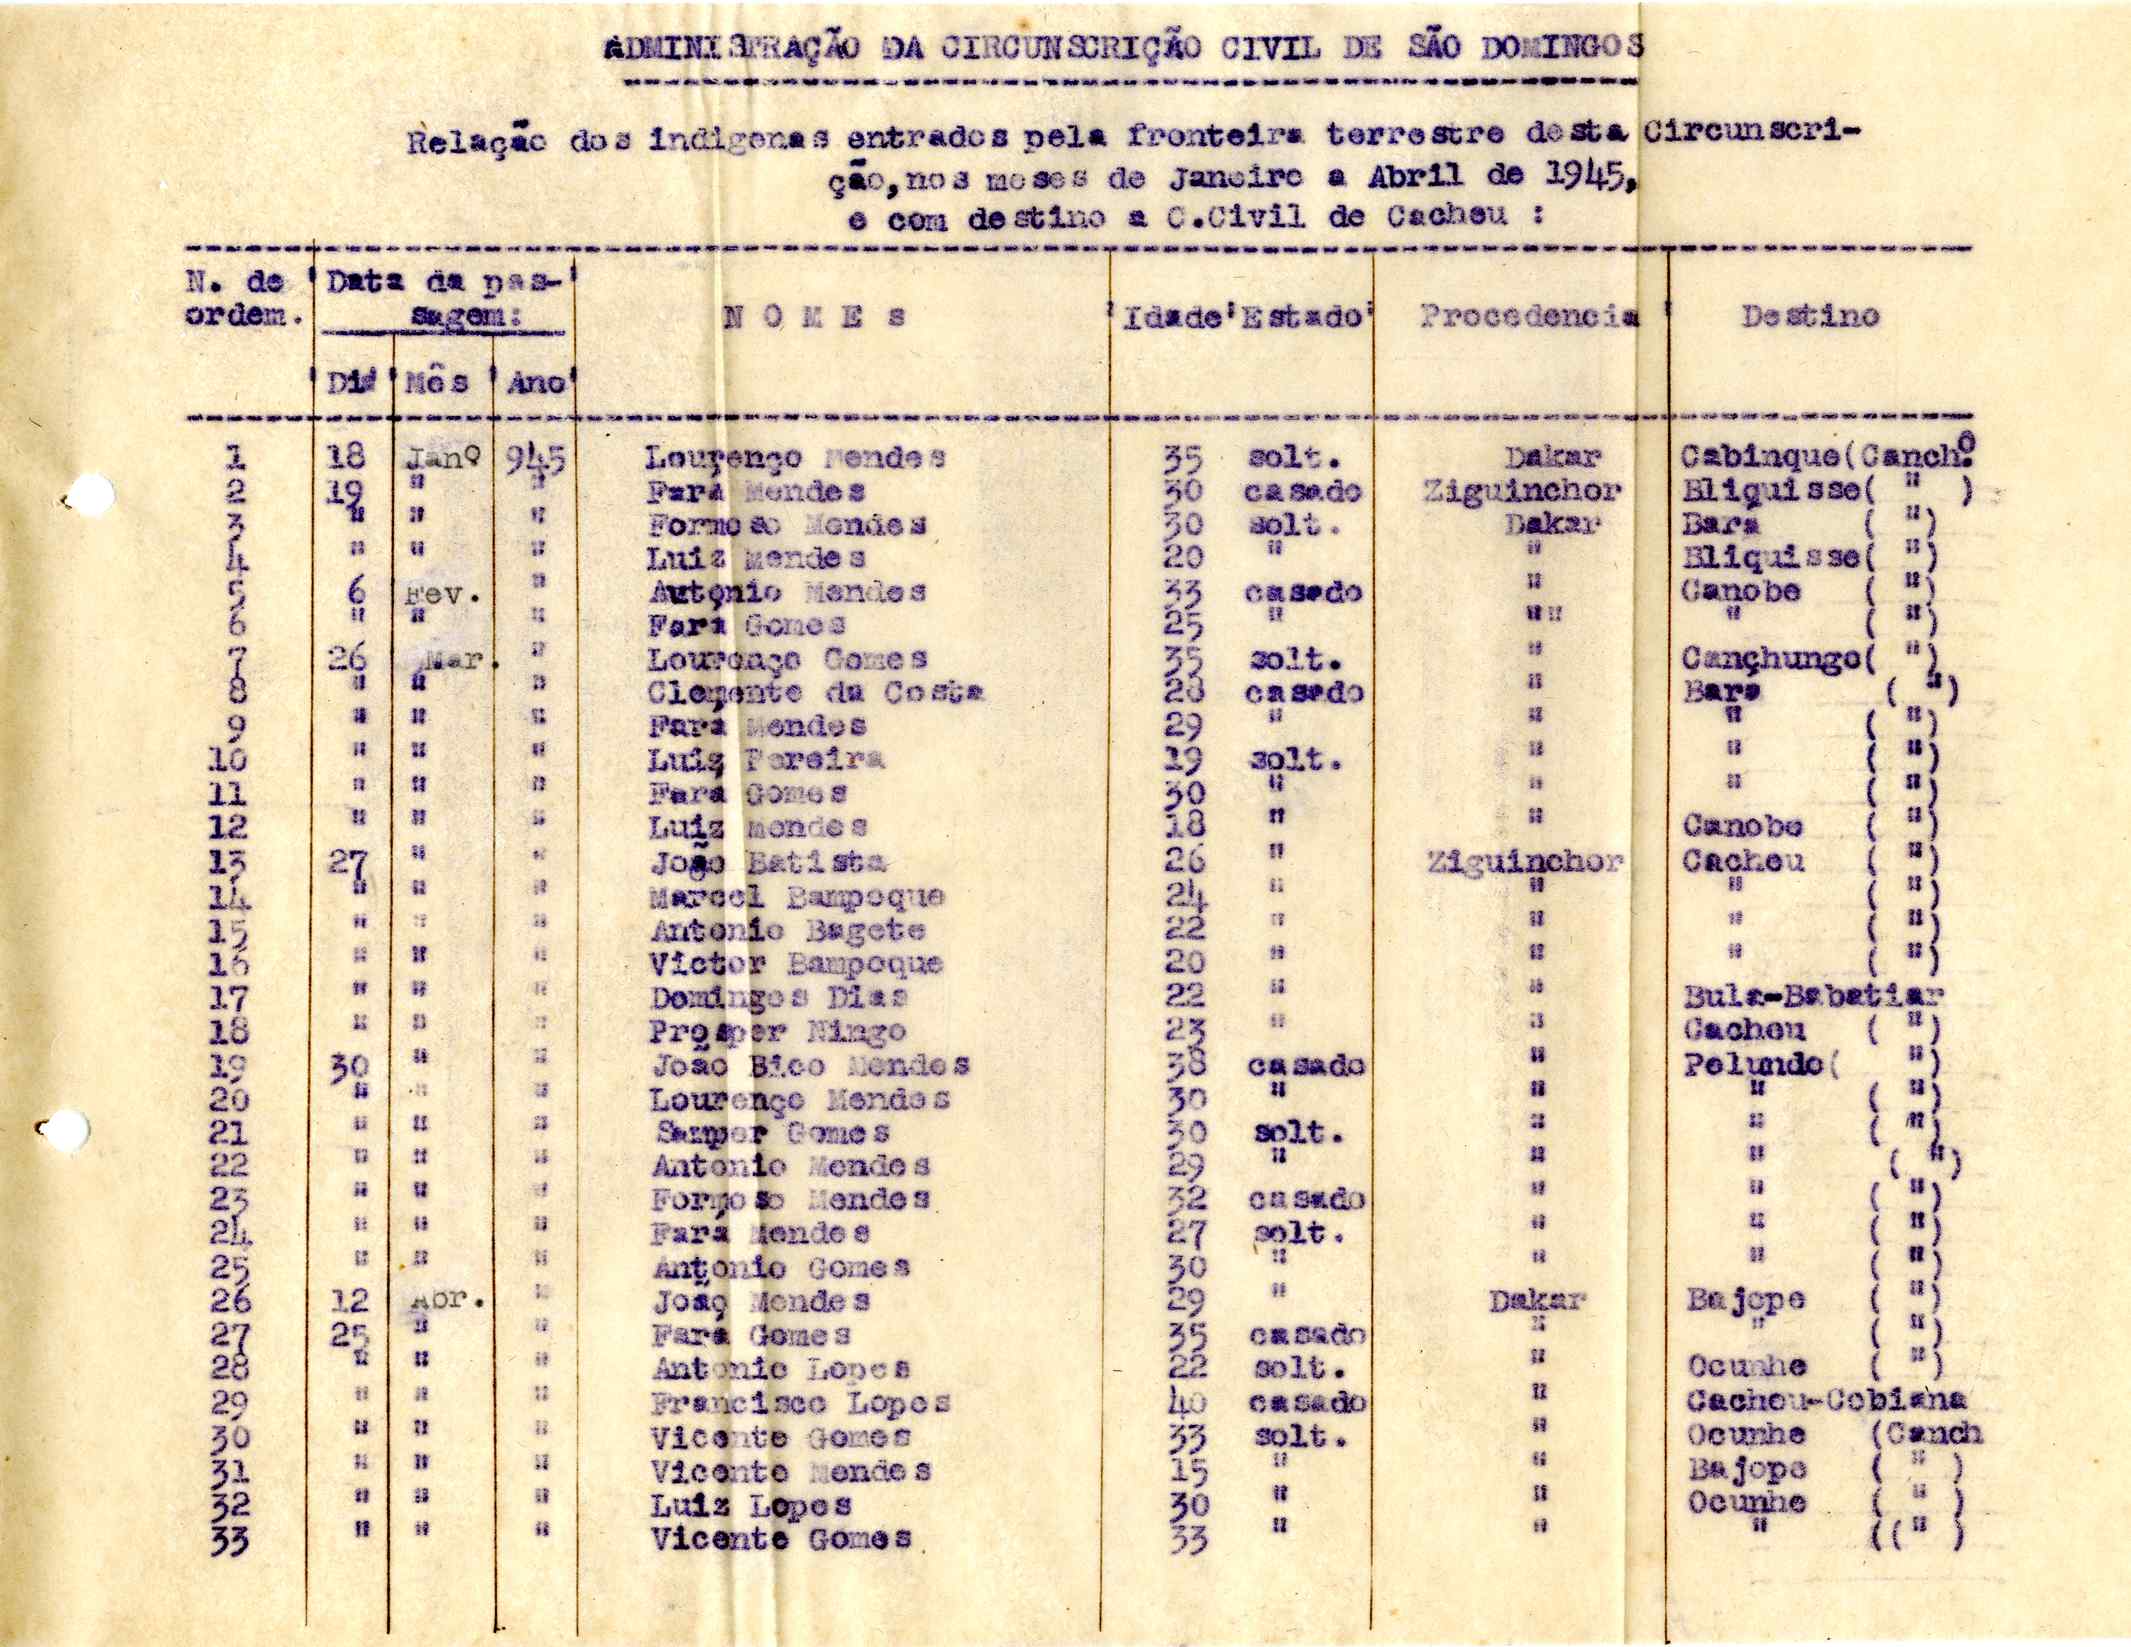 ADMINISTRAÇÃO DA CIRCUNSCRIÇÃO CIVIL DE SÃO DOMINGOS
Relação dos indigenas entrados pela fronteira terrestre desta Circunscri-
ção,nos meses de Janeiro a Abril de 1945,
e com destino a C.Civil de Cacheu :
N. de ordem. Data da pas-sagem: N O M E S Idade Estado Procedencia Destino
Dia Mês Ano
1 18 Janº 945 Lourenço Mendes 35 solt. Dakar Cabinque(Canchº.
2 19 " " Fara Mendes 30 casado Ziguinchor Bliquisse( " )
3 " " " Formoso Mendes 30 solt. Dakar Bara ( ")
4 " " " Luiz Mendes 20 " " Bliquisse( ")
5 6 Fev. " Antonio Mendes 33 casado " Canobe ( ")
6 " " " Fara Gomes 25 " "" " ( ")
7 26 Mar. " Lourenço Gomes 35 solt. " Cançhungo( ")
8 " " " Clemente da Costa 28 casado " Bara ( ")
9 " " " Fara Mendes 29 " " " ( ")
10 " " " Luiz Pereira 19 solt. " " ( ")
11 " " " Fara Gomes 30 " " " ( ")
12 " " " Luiz Mendes 18 " " Canobe ( ")
13 27 " " João Batista 26 " Ziguinchor Cacheu ( ")
14 " " " Marcel Bampoque 24 " " " ( ")
15 " " " Antonio Bagete 22 " " " ( ")
16 " " " Victor Bampoque 20 " " " ( ")
17 " " " Domingos Dias 22 " " Bula-Babatiar
18 " " " Prosper Ningo 23 " " Cacheu ( ")
19 30 " " João Bico Mendes 38 casado " Pelundo( ")
20 " " " Lourenço Mendes 30 " " " ( ")
21 " " " Samper Gomes 30 solt. " " ( ")
22 " " " Antonio Mendes 29 " " " ( ")
23 " " " Formoso Mendes 32 casado " " ( ")
24 " " " Fara Mendes 27 solt. " " ( ")
25 " " " Antonio Gomes 30 " " " ( ")
26 12 Abr. " João Mendes 29 " Dakar Bajope ( ")
27 25 " " Fara Gomes 35 casado " " ( ")
28 " " " Antonio Lopes 22 solt. " Ocunhe ( ")
29 " " " Francisco Lopes 40 casado " Cacheu-Cobiana
30 " " " Vicente Gomes 33 solt. " Ocunhe (Canch
31 " " " Vicente Mendes 15 " " Bajope ( " )
32 " " " Luiz Lopes 30 " " Ocunhe ( " )
33 " " " Vicente Gomes 33 " " " ((" )